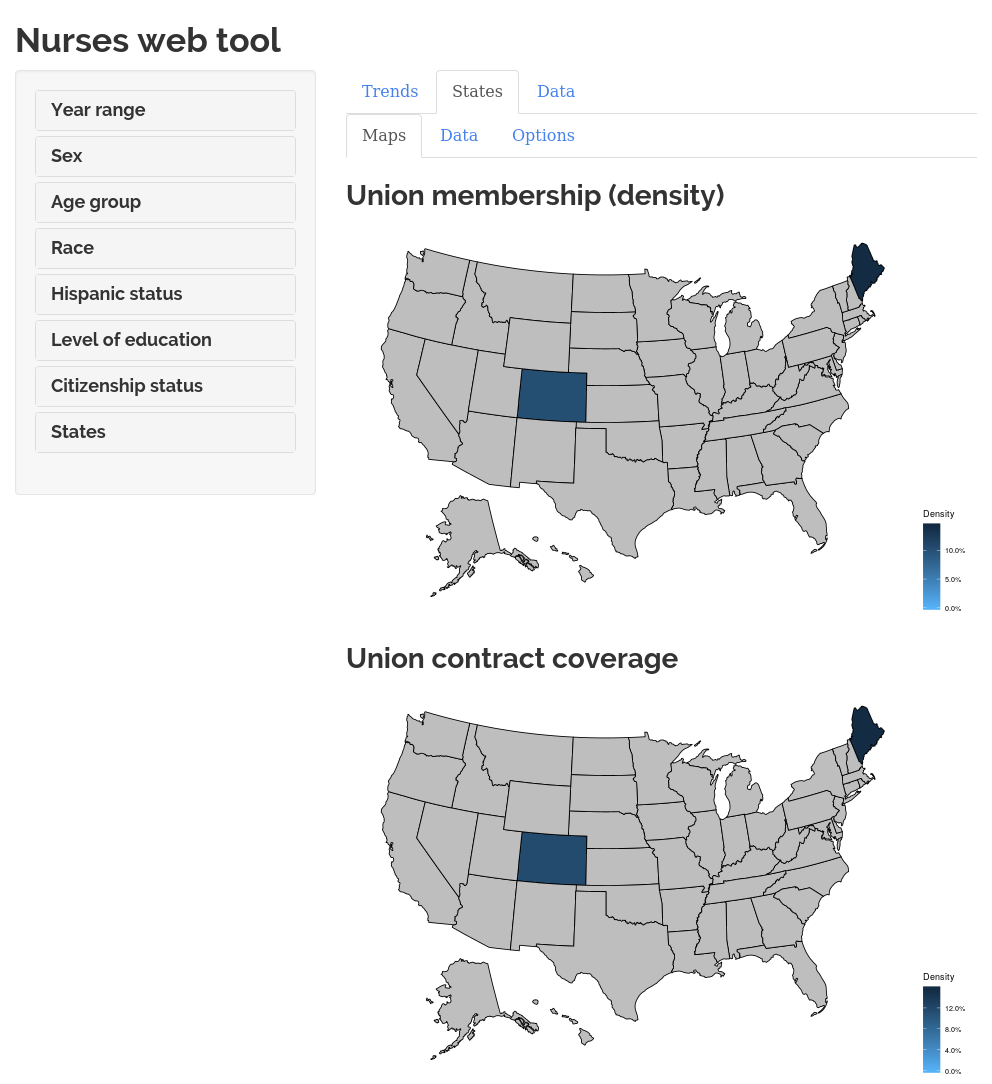 Nurses web tool
Year range
Sex
Age group
Race
Hispanic status
Level of education
Citizenship status
States
Trends States Data
Maps Data Options
Union membership (density)
Density
10.0%
5.0%
0.0%
Union contract coverage
Density
12.0%
8.0%
4.0%
0.0%